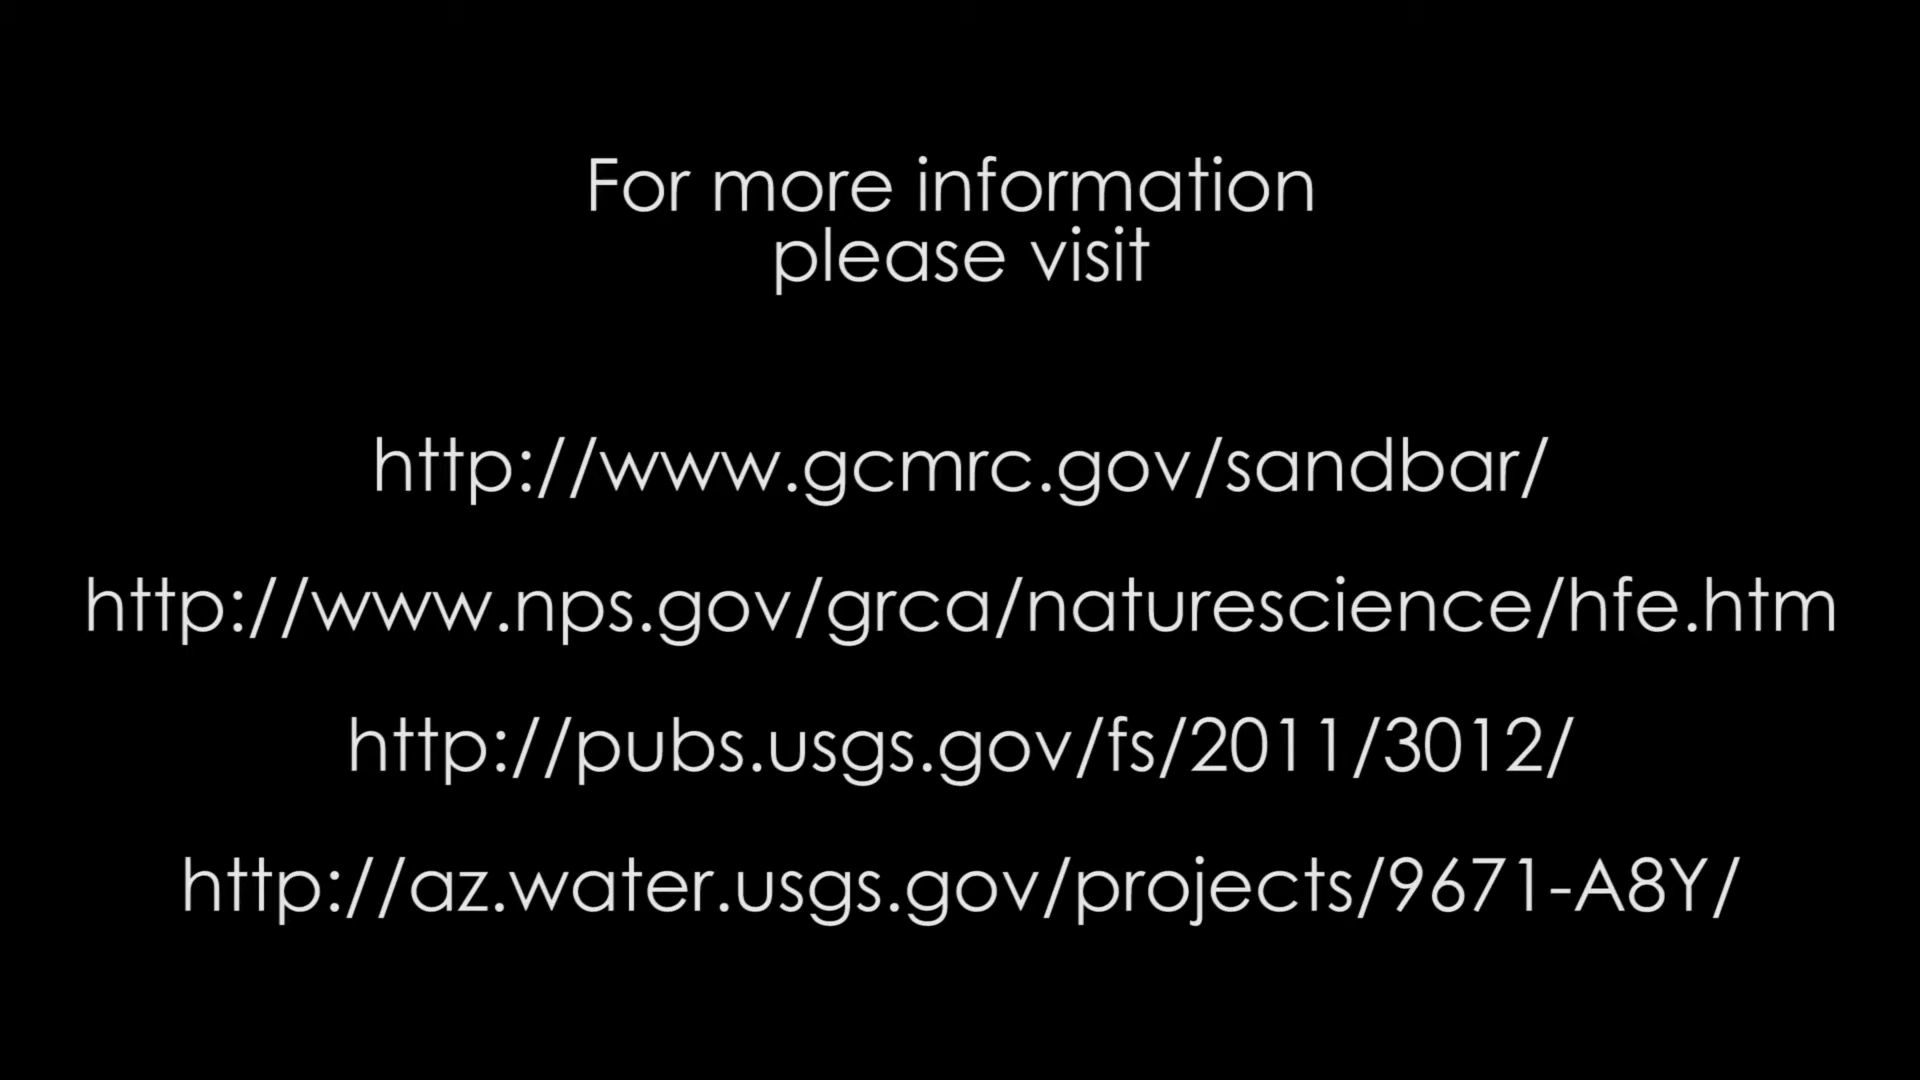 For more information
please visit
http://www.gcmrc.gov/sandbar/
http://www.nps.gov/grca/naturescience/hfe.htm
http://pubs.usgs.gov/fs/2011/3012/
http://az.water.usgs.gov/projects/9671-A8Y/